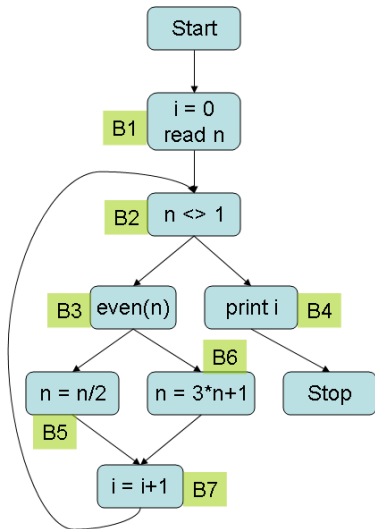 Start
B1
i = 0
read n
B2
n <> 1
B3
even(n)
print i
B4
B6
n = n/2
n = 3*n+1
Stop
B5
i = i+1
B7